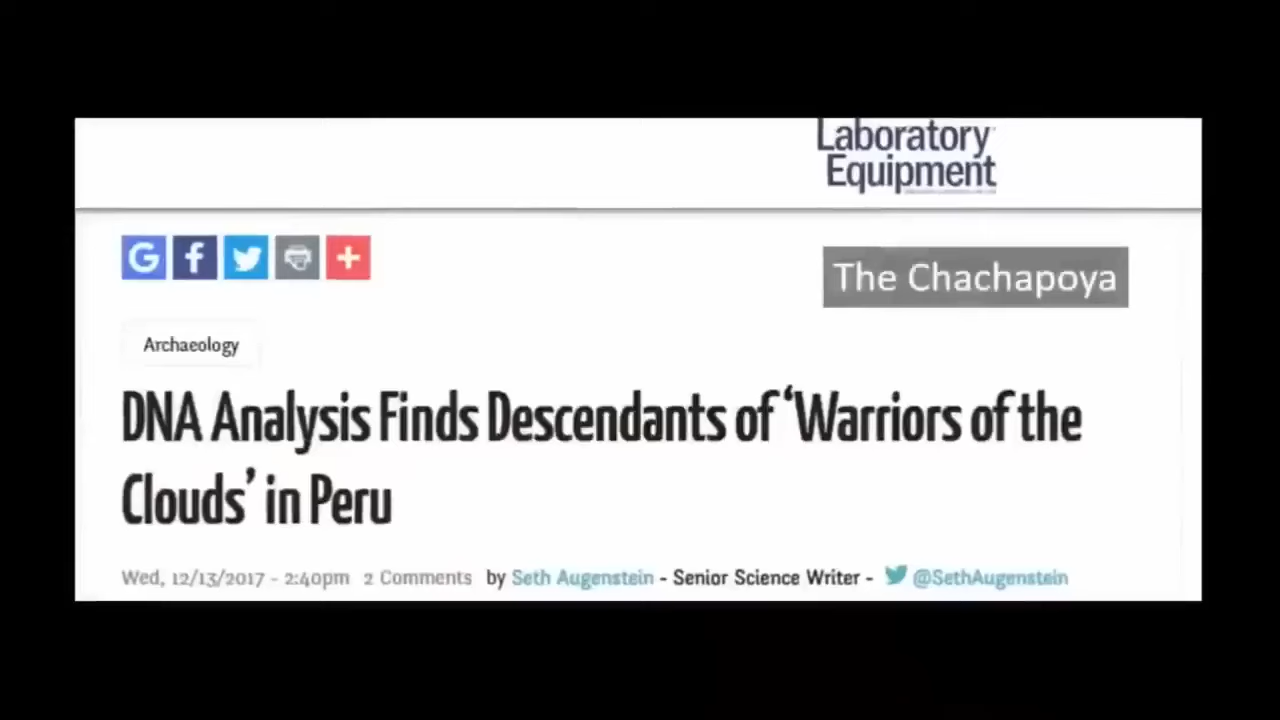 Laboratory
Equipment
The Chachapoya
Archaeology
DNA Analysis Finds Descendants of ‘Warriors of the
Clouds’ in Peru
Wed, 12/13/2017 - 2:40pm 2 Comments by Seth Augenstein - Senior Science Writer - @SethAugenstein